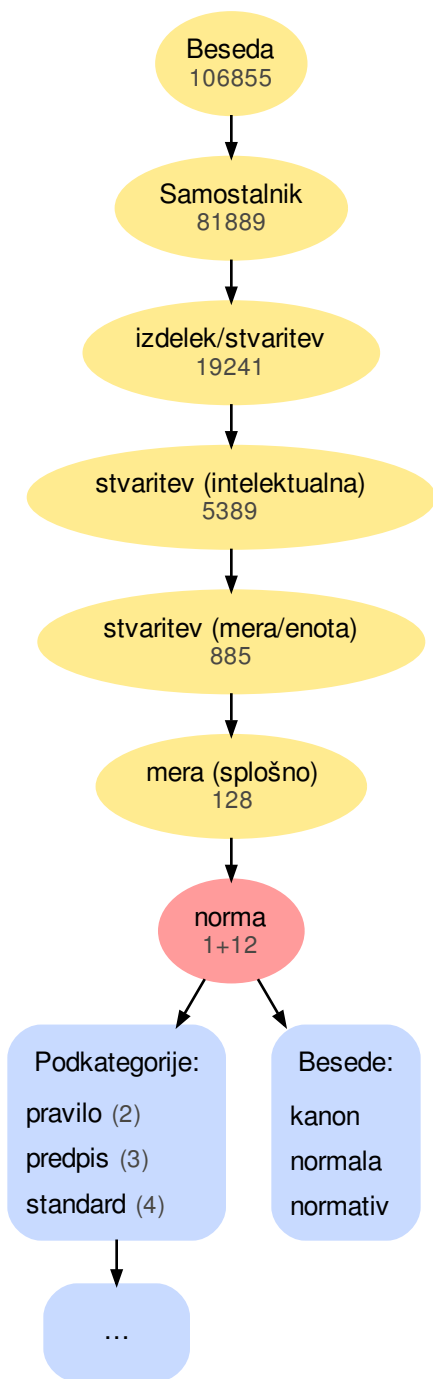 Beseda
106855
Samostalnik
81889
izdelek/stvaritev
19241
stvaritev (intelektualna)
5389
stvaritev (mera/enota)
885
mera (splošno)
128
norma
1+12
Podkategorije:
pravilo (2)
predpis (3)
standard (4)
Besede:
kanon
normala
normativ
...